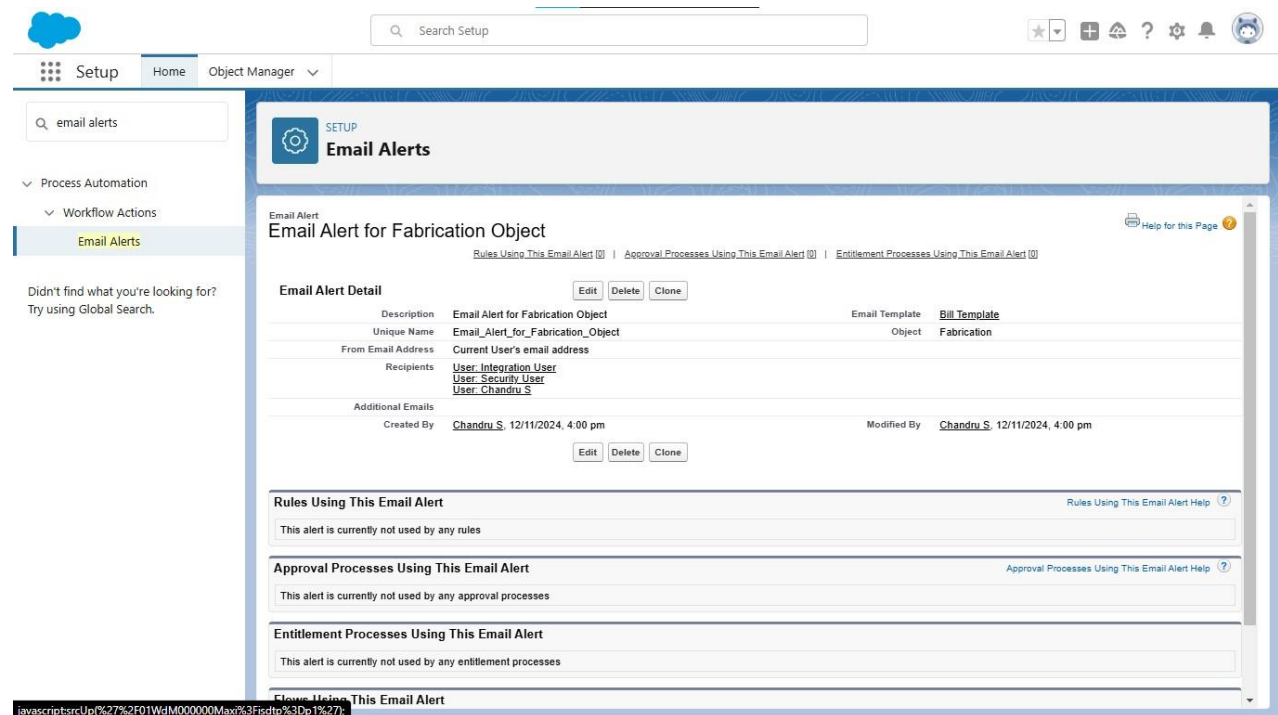 Search Setup
Setup Home Object Manager
email alerts
Process Automation
Workflow Actions
Email Alerts
Didn't find what you're looking for?
Try using Global Search.
SETUP
Email Alerts
Email Alert
Email Alert for Fabrication Object
Help for this Page
Rules Using This Email Alert [0] | Approval Processes Using This Email Alert [0] | Entitlement Processes Using This Email Alert [0]
Email Alert Detail Edit Delete Clone
Description Email Alert for Fabrication Object Email Template Bill Template
Unique Name Email_Alert_for_Fabrication_Object Object Fabrication
From Email Address Current User's email address
Recipients User: Integration User
User: Security User
User: Chandru S
Additional Emails
Created By Chandru S, 12/11/2024, 4:00 pm Modified By Chandru S, 12/11/2024, 4:00 pm
Edit Delete Clone
Rules Using This Email Alert Rules Using This Email Alert Help ?
This alert is currently not used by any rules
Approval Processes Using This Email Alert Approval Processes Using This Email Alert Help ?
This alert is currently not used by any approval processes
Entitlement Processes Using This Email Alert
This alert is currently not used by any entitlement processes
Flows Using This Email Alert
javascript:srcUp(%27%2F01WdM000000Maxi%3Fisdtp%3Dp1%27);